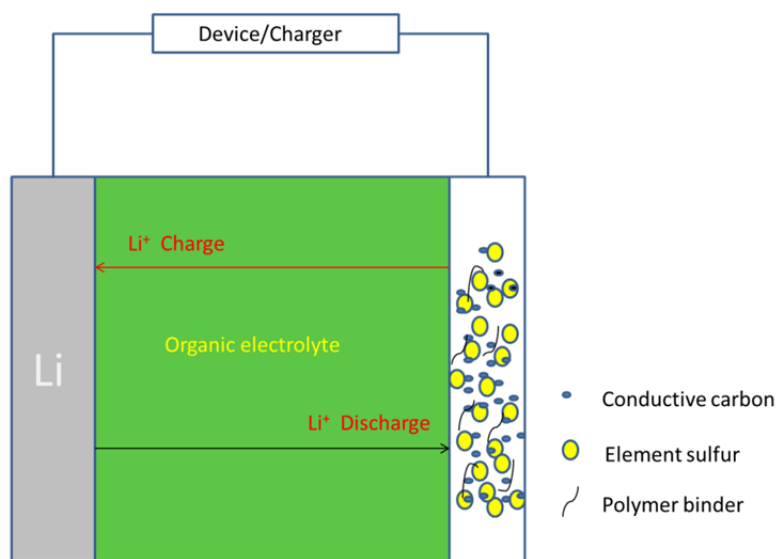 Device/Charger
Li⁺ Charge
Organic electrolyte
Li
Li⁺ Discharge
Conductive carbon
Element sulfur
Polymer binder